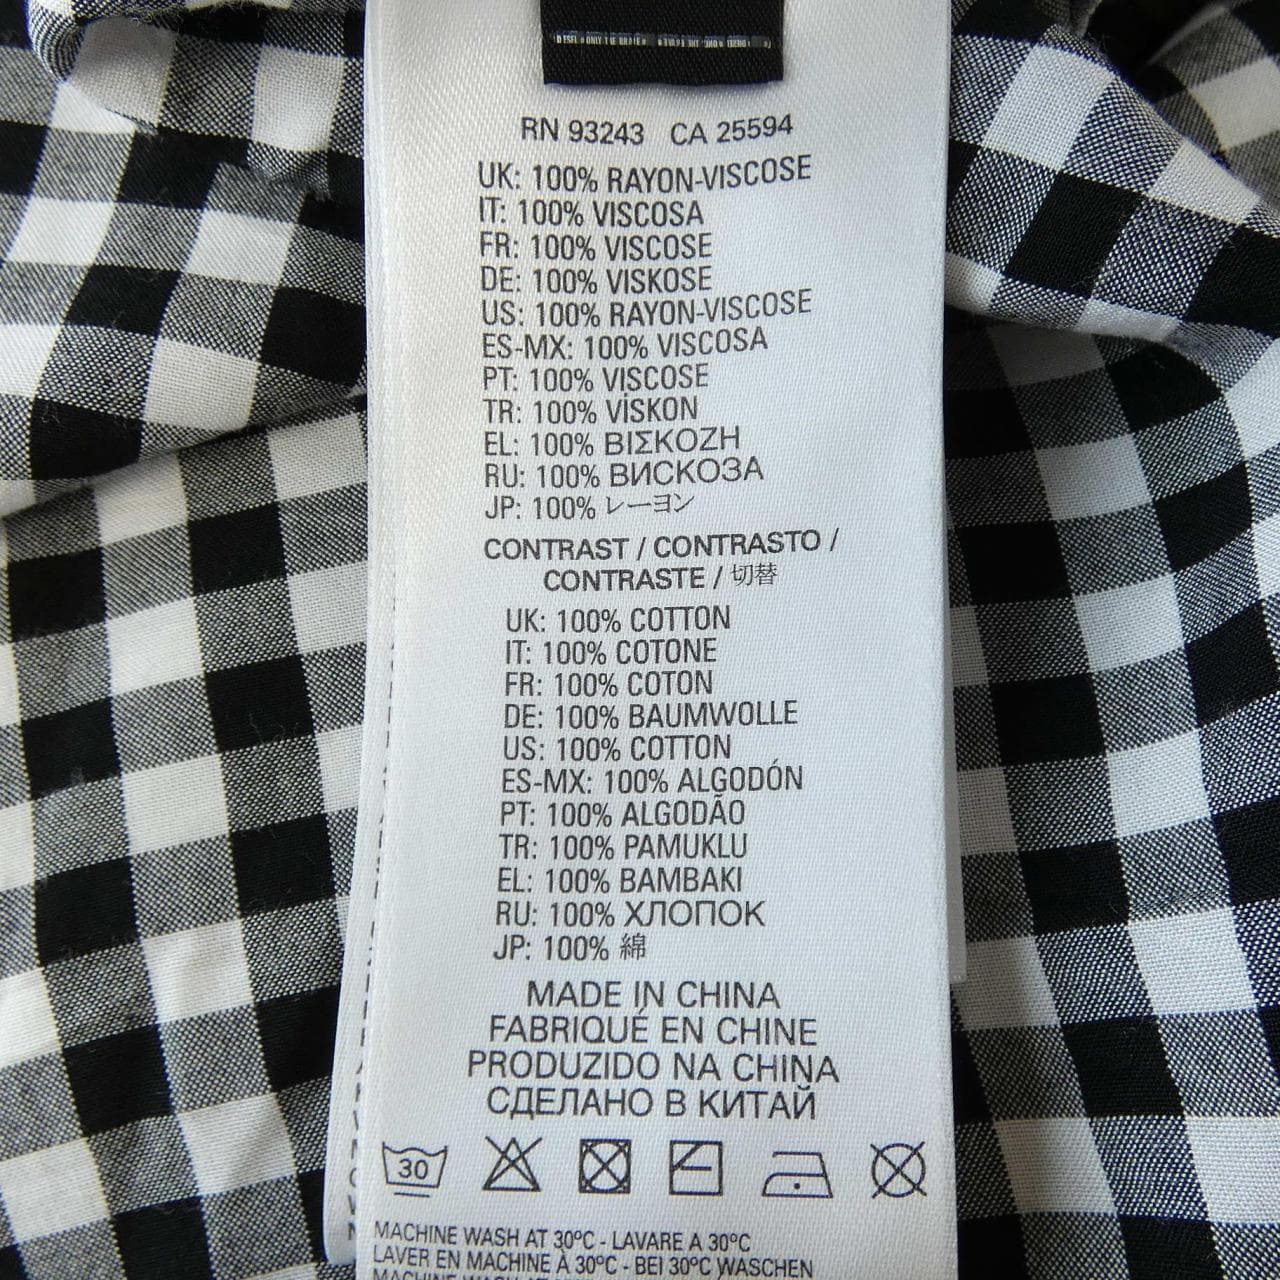 RN 93243 CA 25594
UK: 100% RAYON-VISCOSE
IT: 100% VISCOSA
FR: 100% VISCOSE
DE: 100% VISKOSE
US: 100% RAYON-VISCOSE
ES-MX: 100% VISCOSA
PT: 100% VISCOSE
TR: 100% VİSKON
EL: 100% ΒΙΣΚΟΖΗ
RU: 100% ВИСКОЗА
JP: 100% レーヨン
CONTRAST / CONTRASTO /
CONTRASTE / 切替
UK: 100% COTTON
IT: 100% COTONE
FR: 100% COTON
DE: 100% BAUMWOLLE
US: 100% COTTON
ES-MX: 100% ALGODÓN
PT: 100% ALGODÃO
TR: 100% PAMUKLU
EL: 100% BAMBAKI
RU: 100% ХЛОПОК
JP: 100% 綿
MADE IN CHINA
FABRIQUÉ EN CHINE
PRODUZIDO NA CHINA
СДЕЛАНО В КИТАЙ
30
MACHINE WASH AT 30°C - LAVARE A 30°C
LAVER EN MACHINE À 30°C - BEI 30°C WASCHEN